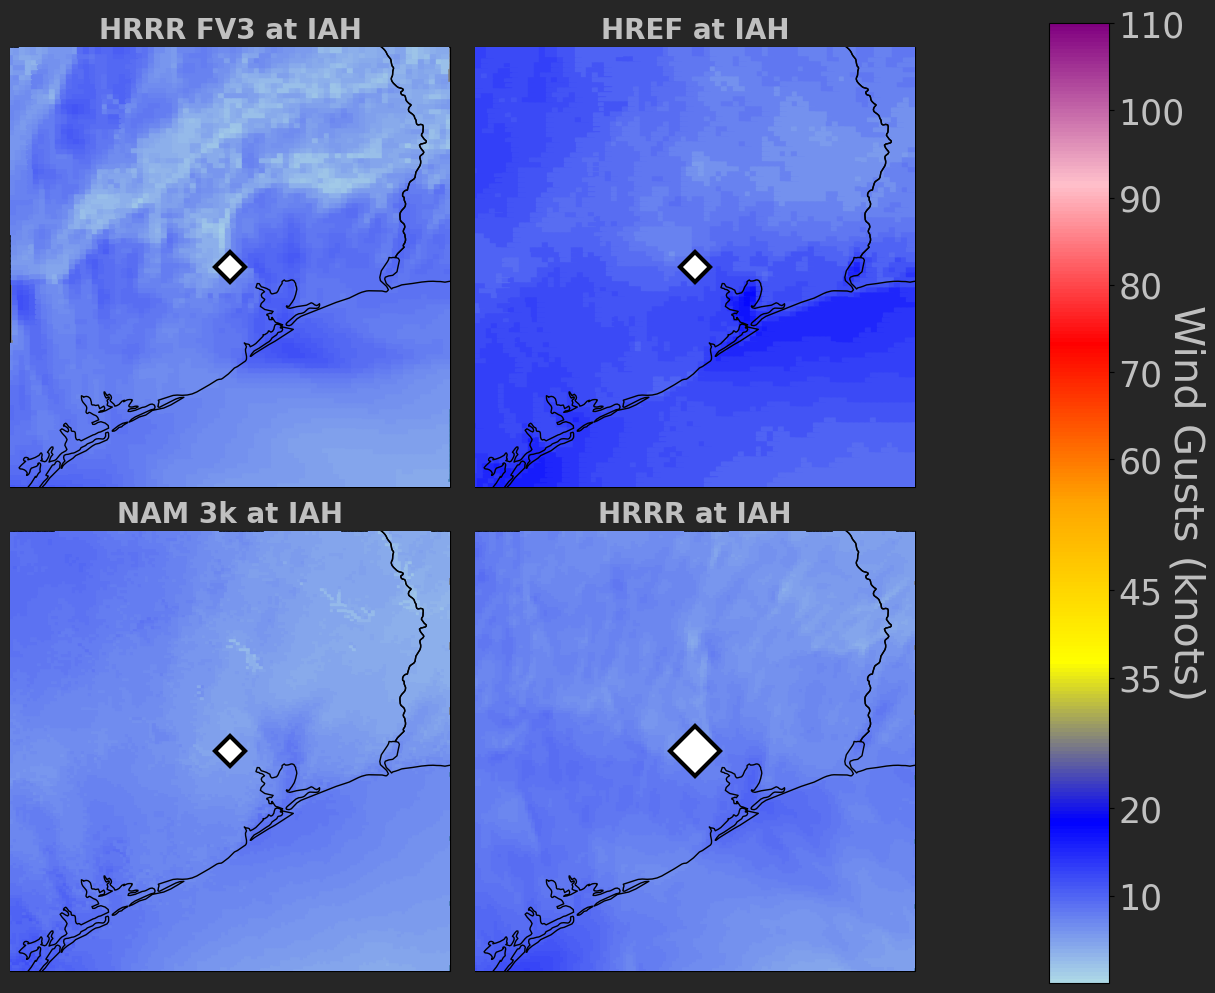 HRRR FV3 at IAH
HREF at IAH
NAM 3k at IAH
HRRR at IAH
110
100
90
80
70
60
45
35
20
10
Wind Gusts (knots)